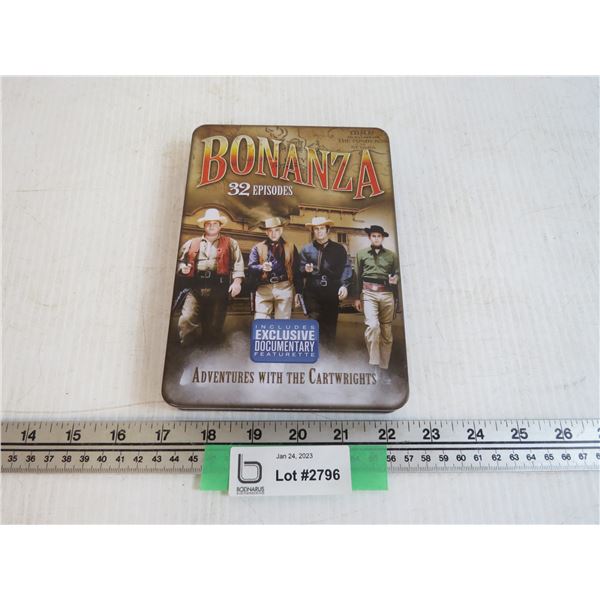 BONANZA
32 EPISODES
INCLUDES
EXCLUSIVE
DOCUMENTARY
FEATURETTE
ADVENTURES WITH THE CARTWRIGHTS
14 15 16 17 18 19 20 21 22 23 24 25 26
35 36 37 38 39 40 41 42 43 44 45 56 57 58 59 60 61 62 63 64 65 66 67
Jan 24, 2023
Lot #2796
BODNARUS
AUCTIONEERING